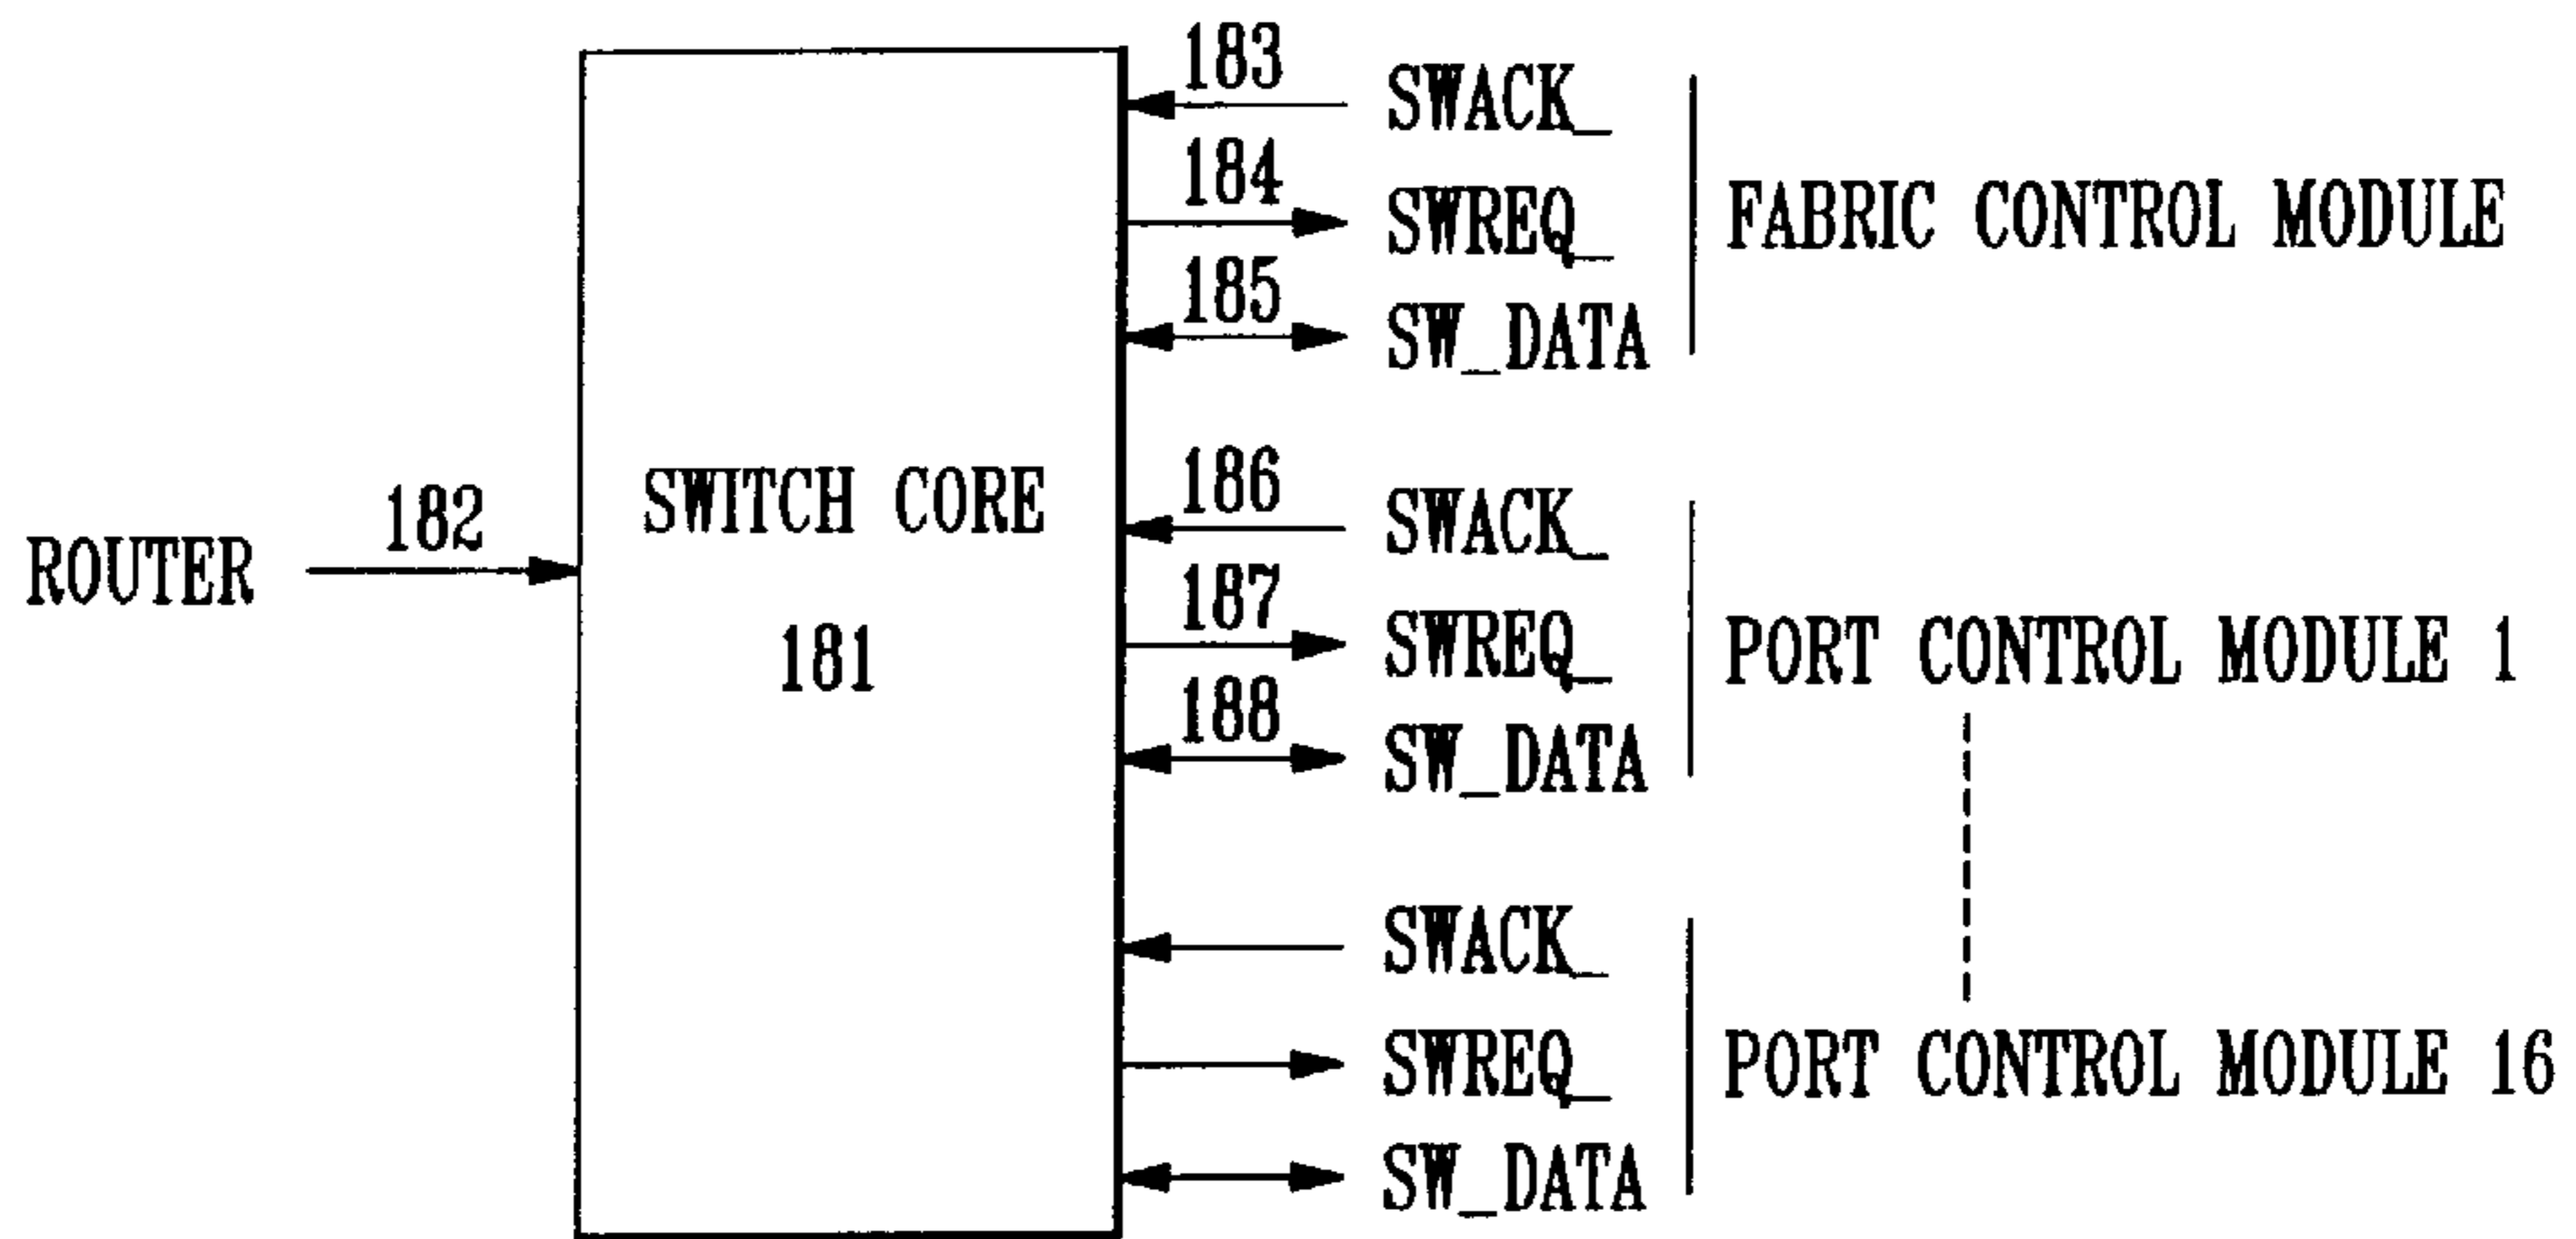 183
SWACK_
184
SWREQ_
FABRIC CONTROL MODULE
185
SW_DATA
ROUTER
182
SWITCH CORE
181
186
SWACK_
187
SWREQ_
PORT CONTROL MODULE 1
188
SW_DATA
SWACK_
SWREQ_
PORT CONTROL MODULE 16
SW_DATA